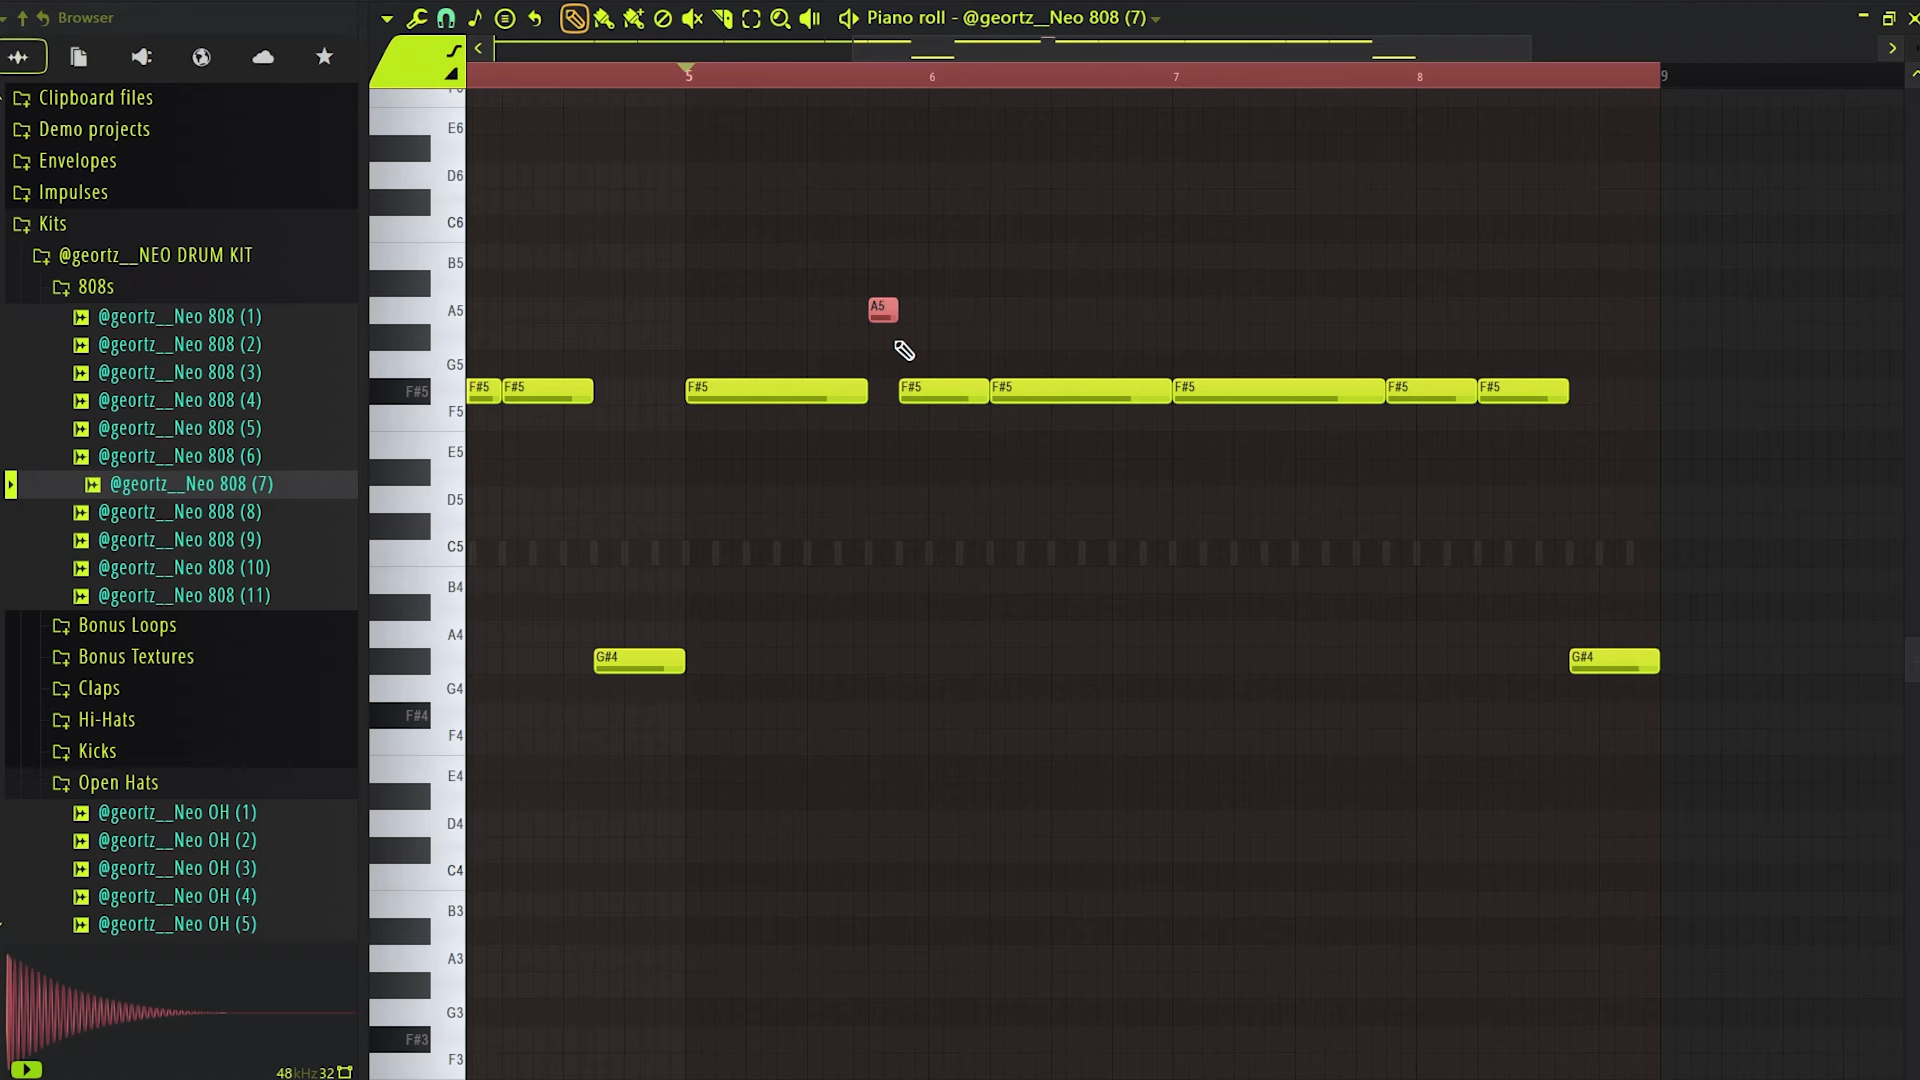 Browser
Piano roll - @geortz__Neo 808 (7)
5 6 7 8 9
Clipboard files
Demo projects
Envelopes
Impulses
Kits
@geortz__NEO DRUM KIT
808s
@geortz__Neo 808 (1)
@geortz__Neo 808 (2)
@geortz__Neo 808 (3)
@geortz__Neo 808 (4)
@geortz__Neo 808 (5)
@geortz__Neo 808 (6)
@geortz__Neo 808 (7)
@geortz__Neo 808 (8)
@geortz__Neo 808 (9)
@geortz__Neo 808 (10)
@geortz__Neo 808 (11)
Bonus Loops
Bonus Textures
Claps
Hi-Hats
Kicks
Open Hats
@geortz__Neo OH (1)
@geortz__Neo OH (2)
@geortz__Neo OH (3)
@geortz__Neo OH (4)
@geortz__Neo OH (5)
48kHz 32
E6
D6
C6
B5
A5 A5
G5
F#5 F#5 F#5 F#5 F#5 F#5 F#5 F#5 F#5
F5
E5
D5
C5
B4
A4
G#4 G#4
G4
F#4
F4
E4
D4
C4
B3
A3
G3
F#3
F3